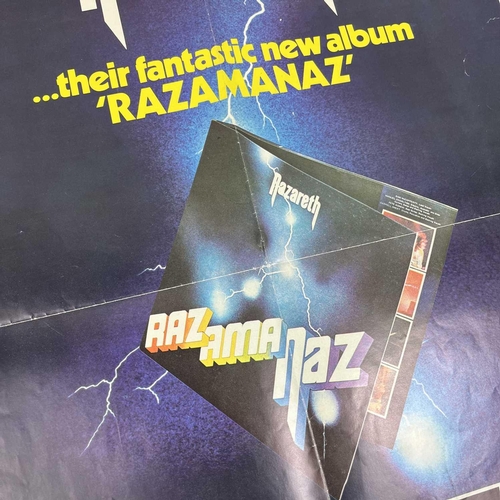 ...their fantastic new album
'RAZAMANAZ'
Nazareth
RAZ
AMA
NAZ